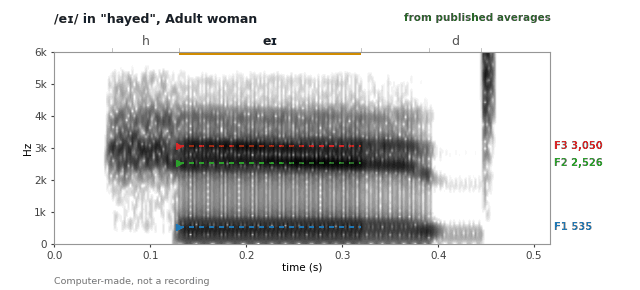 /eɪ/ in "hayed", Adult woman
from published averages
h eɪ d
6k
5k
4k
3k
2k
1k
0
Hz
F3 3,050
F2 2,526
F1 535
0.0 0.1 0.2 0.3 0.4 0.5
time (s)
Computer-made, not a recording